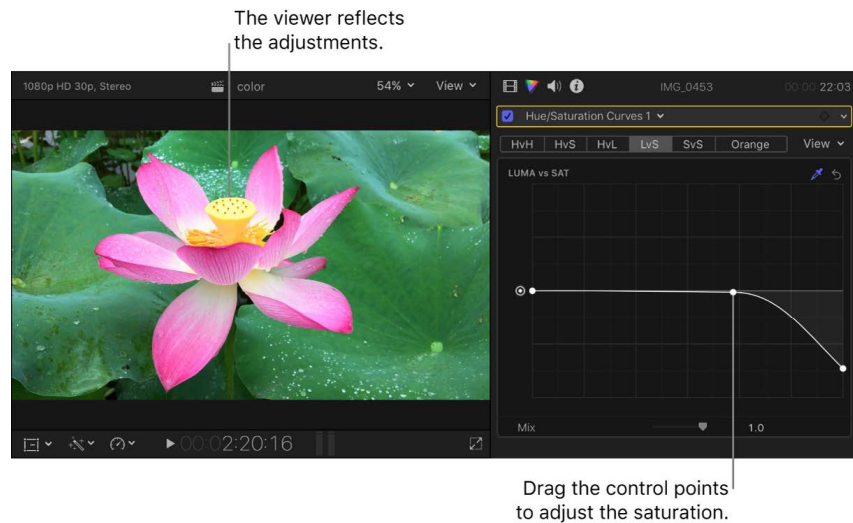 The viewer reflects
the adjustments.
1080p HD 30p, Stereo
color
54%
View
IMG_0453
00:00:22:03
Hue/Saturation Curves 1
HvH
HvS
HvL
LvS
SvS
Orange
View
LUMA vs SAT
Mix
1.0
00:02:20:16
Drag the control points
to adjust the saturation.